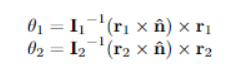 θ₁ = I₁⁻¹(r₁ × n̂) × r₁
θ₂ = I₂⁻¹(r₂ × n̂) × r₂